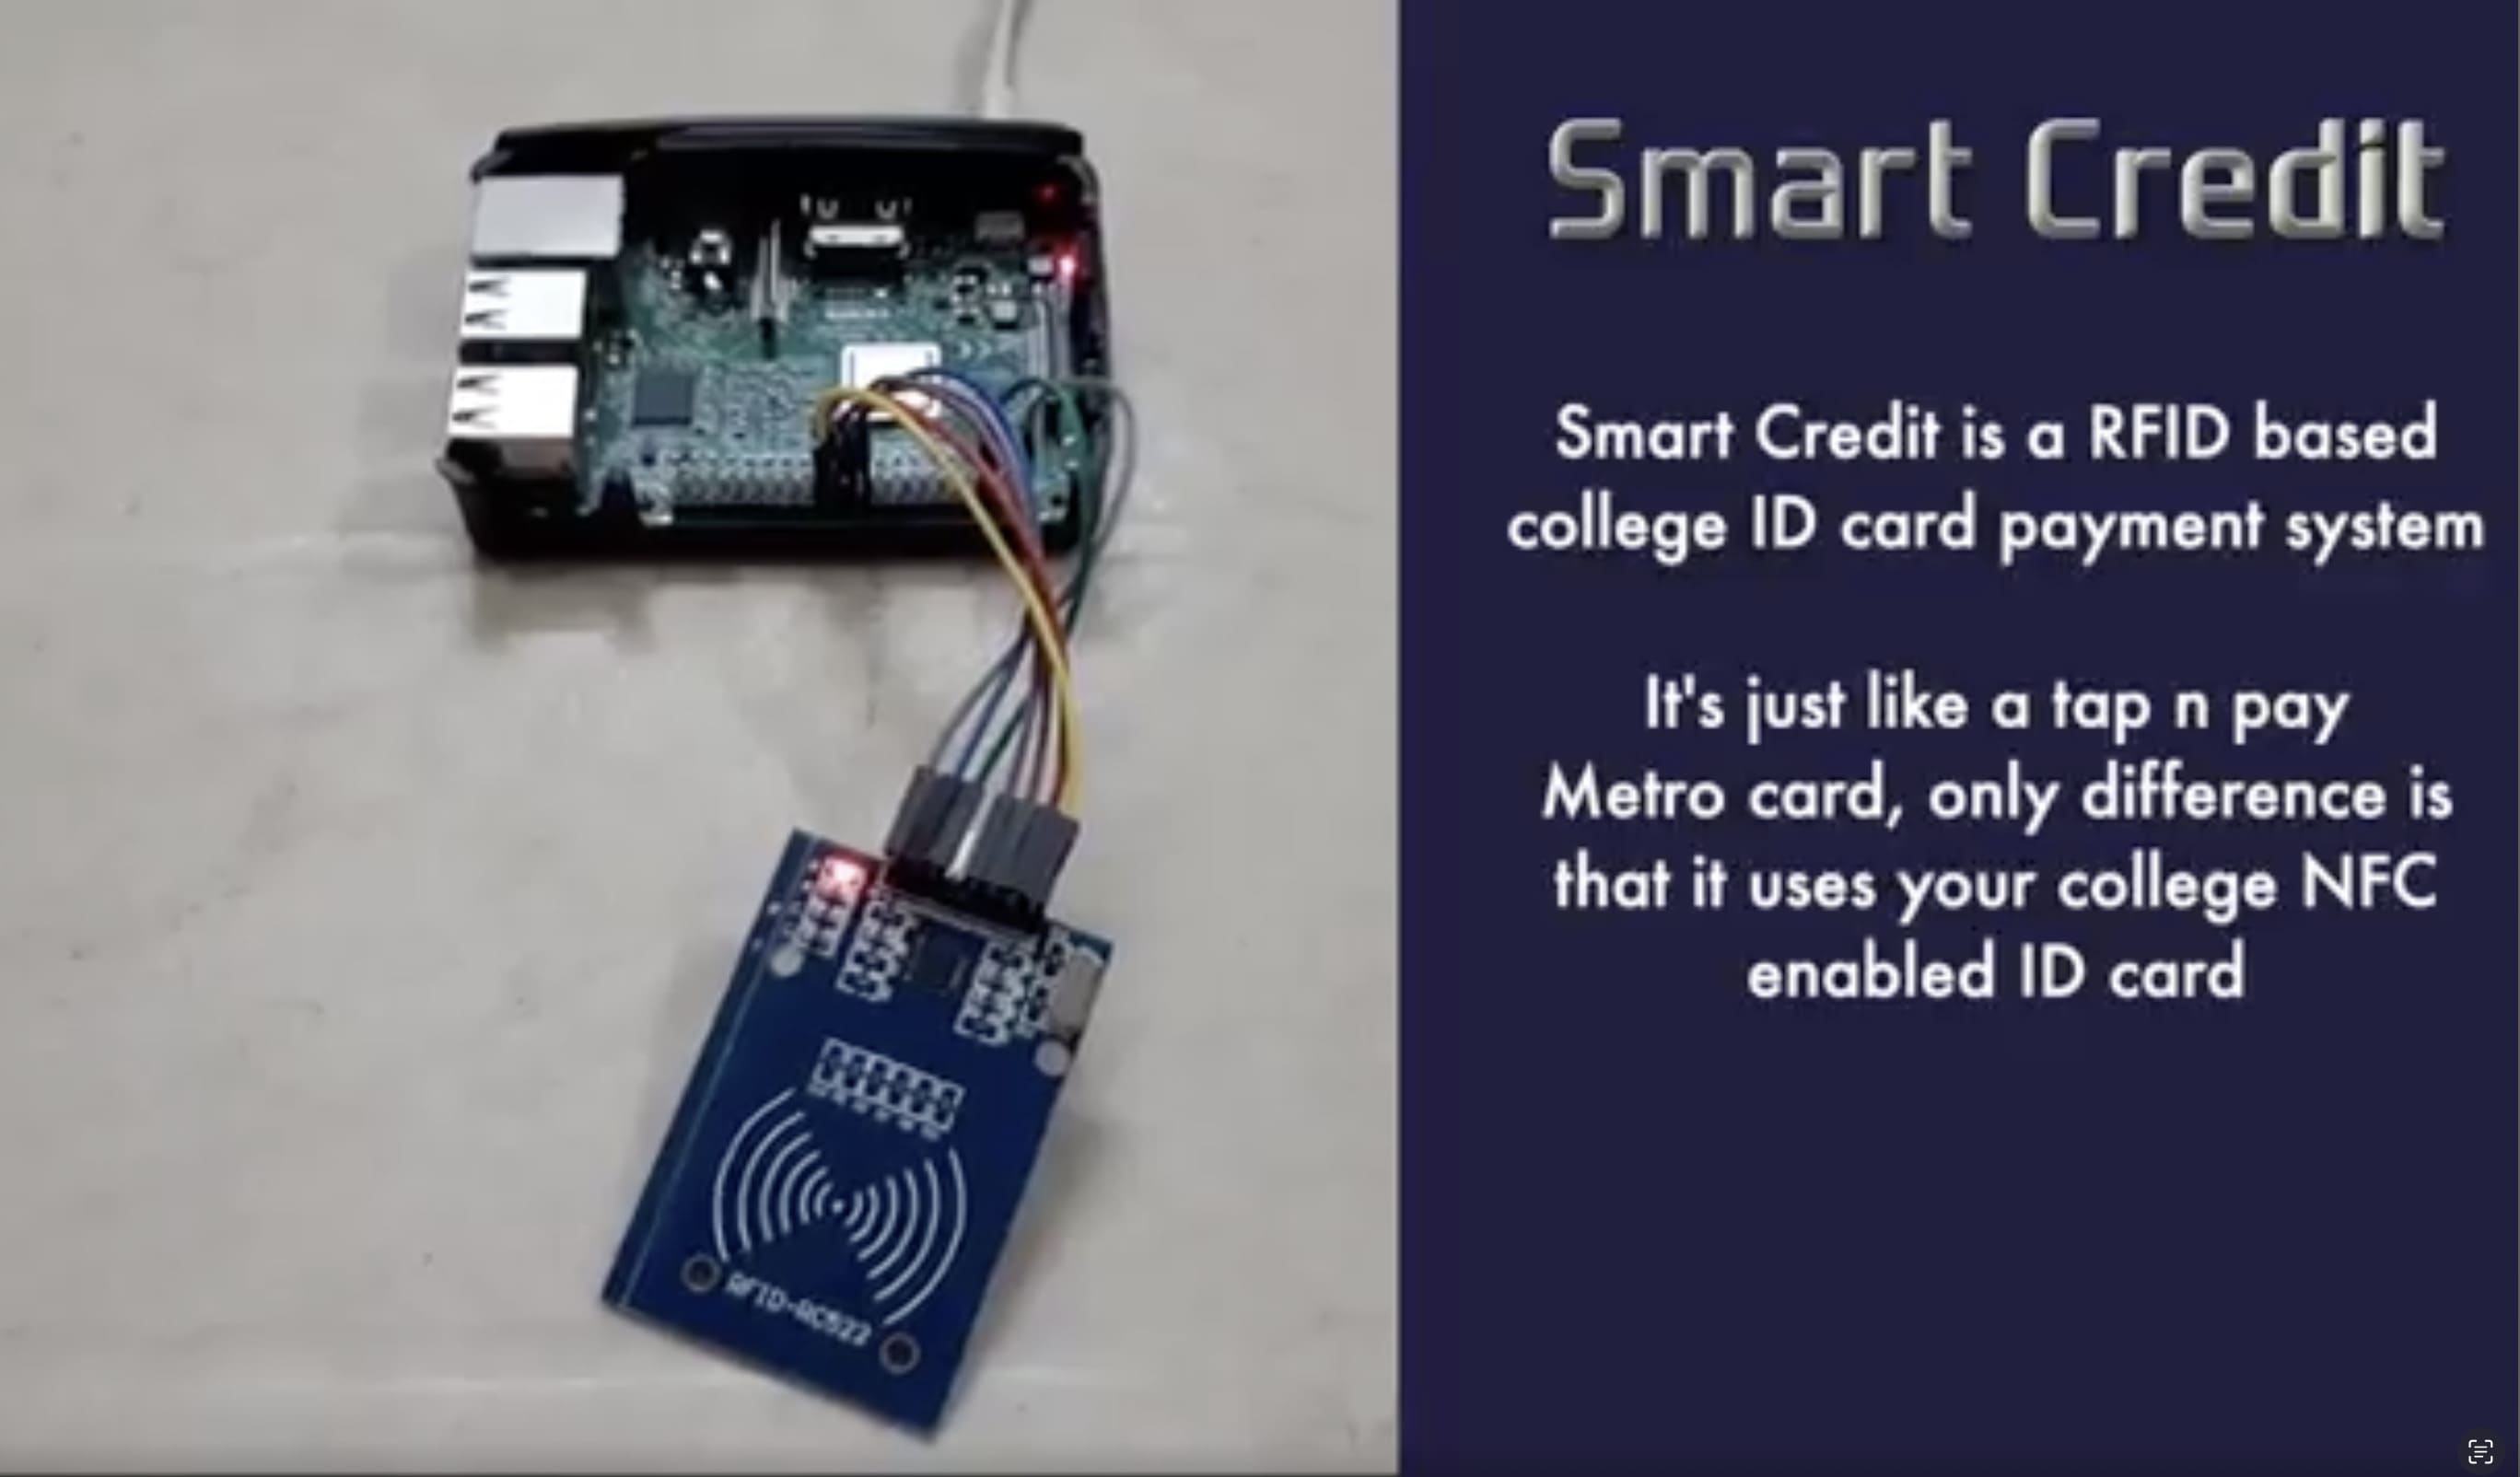 Smart Credit
Smart Credit is a RFID based
college ID card payment system
It's just like a tap n pay
Metro card, only difference is
that it uses your college NFC
enabled ID card
RFID-RC522